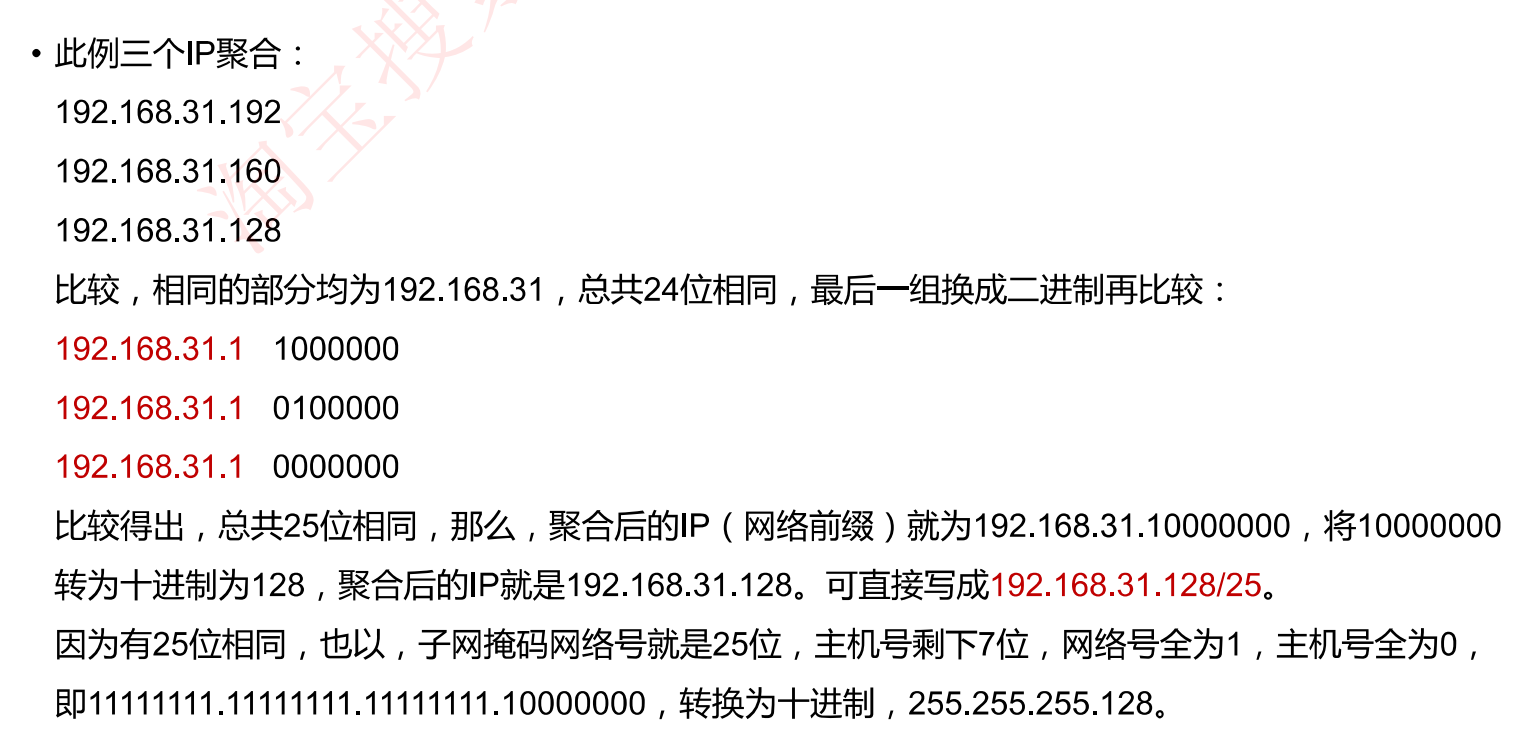 • 此例三个IP聚合：
192.168.31.192
192.168.31.160
192.168.31.128
比较，相同的部分均为192.168.31，总共24位相同，最后一组换成二进制再比较：
192.168.31.1 1000000
192.168.31.1 0100000
192.168.31.1 0000000
比较得出，总共25位相同，那么，聚合后的IP（网络前缀）就为192.168.31.10000000，将10000000
转为十进制为128，聚合后的IP就是192.168.31.128。可直接写成192.168.31.128/25。
因为有25位相同，也以，子网掩码网络号就是25位，主机号剩下7位，网络号全为1，主机号全为0，
即11111111.11111111.11111111.10000000，转换为十进制，255.255.255.128。
淘宝搜